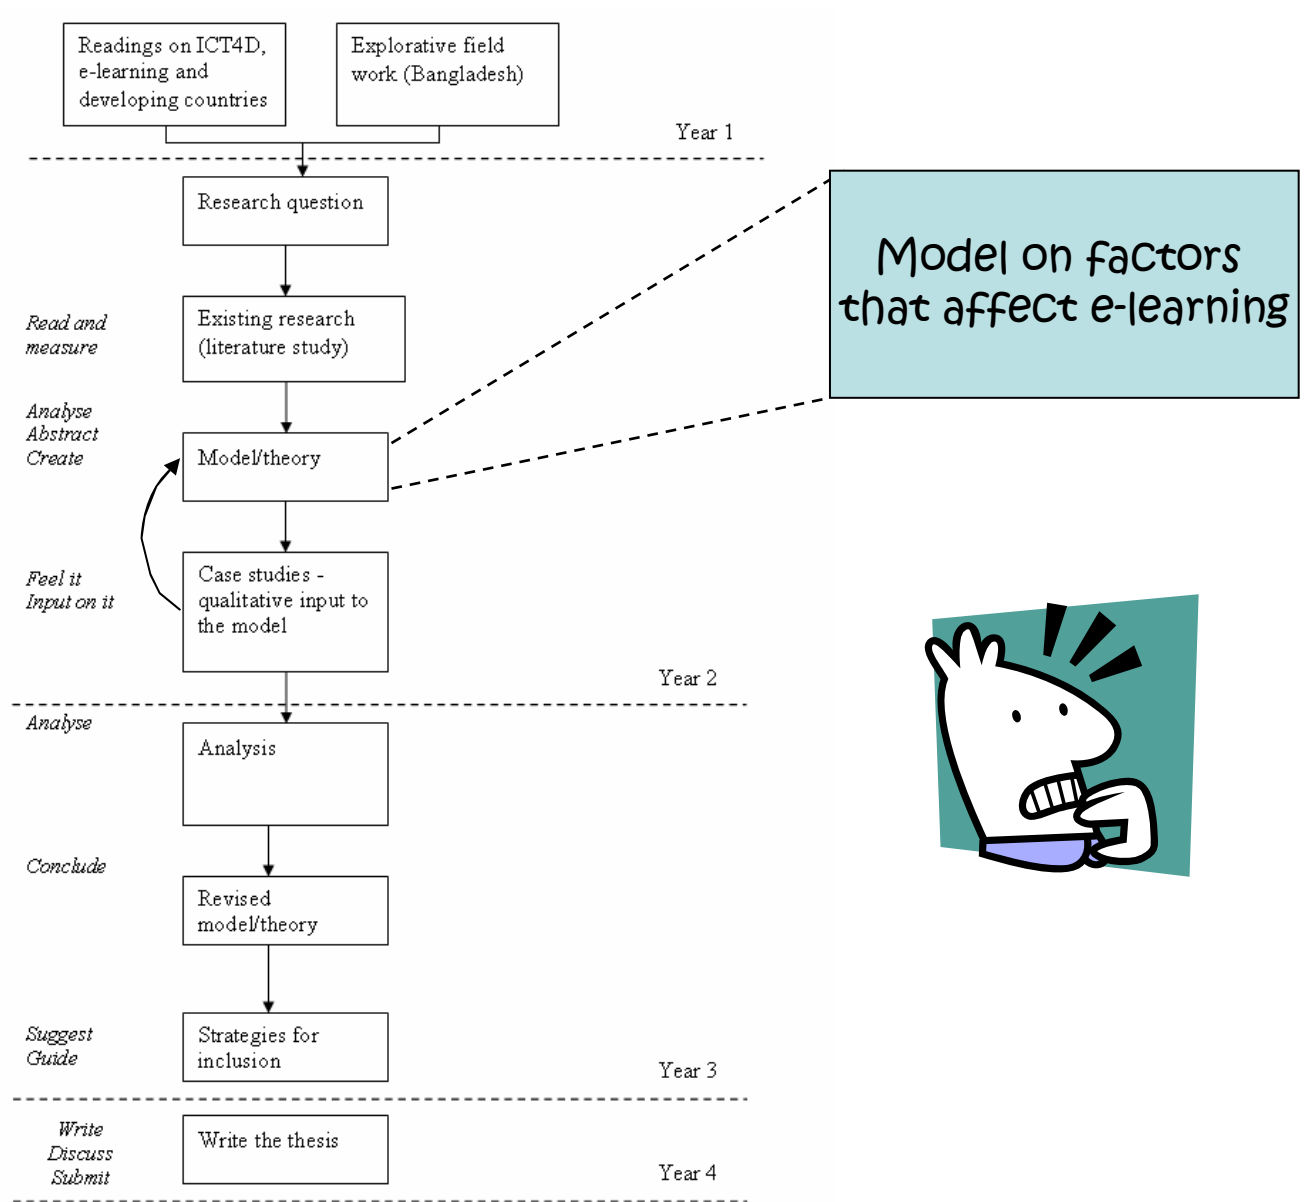 Readings on ICT4D,
e-learning and
developing countries
Explorative field
work (Bangladesh)
Year 1
Research question
Model on factors
that affect e-learning
Read and
measure
Existing research
(literature study)
Analyse
Abstract
Create
Model/theory
Feel it
Input on it
Case studies -
qualitative input to
the model
Year 2
Analyse
Analysis
Conclude
Revised
model/theory
Suggest
Guide
Strategies for
inclusion
Year 3
Write
Discuss
Submit
Write the thesis
Year 4